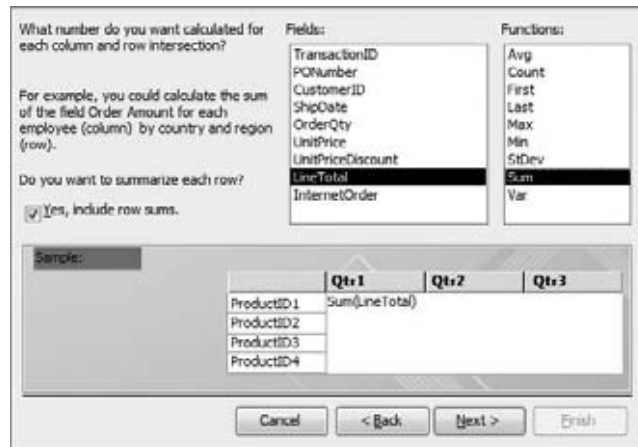 What number do you want calculated for
each column and row intersection?
For example, you could calculate the sum
of the field Order Amount for each
employee (column) by country and region
(row).
Do you want to summarize each row?
Yes, include row sums.
Fields:
TransactionID
PONumber
CustomerID
ShipDate
OrderQty
UnitPrice
UnitPriceDiscount
LineTotal
InternetOrder
Functions:
Avg
Count
First
Last
Max
Min
StDev
Sum
Var
Sample:
Qtr1 Qtr2 Qtr3
ProductID1 Sum(LineTotal)
ProductID2
ProductID3
ProductID4
Cancel < Back Next > Finish